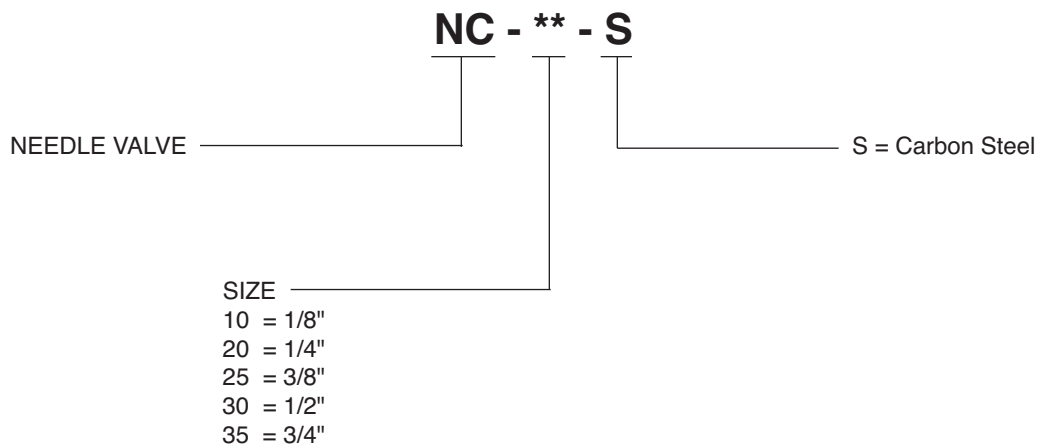 NC - ** - S
NEEDLE VALVE
S = Carbon Steel
SIZE
10 = 1/8"
20 = 1/4"
25 = 3/8"
30 = 1/2"
35 = 3/4"